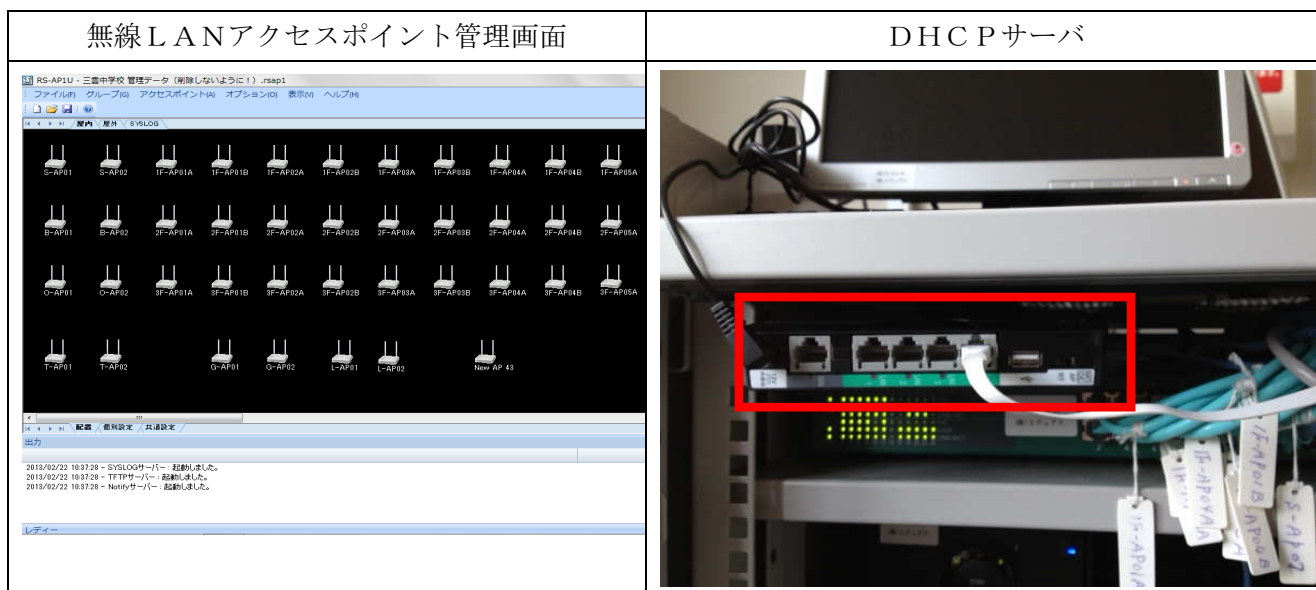 無線LANアクセスポイント管理画面
DHCPサーバ
RS-AP1U - 三雲中学校 管理データ（削除しないように！）.rsap1
ファイル(F) グループ(G) アクセスポイント(A) オプション(O) 表示(V) ヘルプ(H)
屋内 屋外 SYSLOG
S-AP01 S-AP02 1F-AP01A 1F-AP01B 1F-AP02A 1F-AP02B 1F-AP03A 1F-AP03B 1F-AP04A 1F-AP04B 1F-AP05A
B-AP01 B-AP02 2F-AP01A 2F-AP01B 2F-AP02A 2F-AP02B 2F-AP03A 2F-AP03B 2F-AP04A 2F-AP04B 2F-AP05A
O-AP01 O-AP02 3F-AP01A 3F-AP01B 3F-AP02A 3F-AP02B 3F-AP03A 3F-AP03B 3F-AP04A 3F-AP04B 3F-AP05A
T-AP01 T-AP02 G-AP01 G-AP02 L-AP01 L-AP02 New AP 43
配置 個別設定 共通設定
出力
2013/02/22 10:37:28 - SYSLOGサーバー：起動しました。
2013/02/22 10:37:28 - TFTPサーバー：起動しました。
2013/02/22 10:37:28 - Notifyサーバー：起動しました。
レディー
1F-AP01B
1F-AP04A
S-AP02
AP04B
1F-AP01A